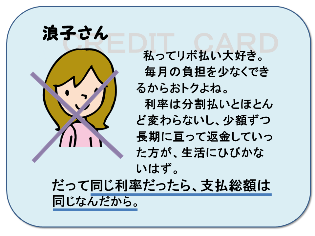 CREDIT CARD
浪子さん
私ってリボ払い大好き。
毎月の負担を少なくでき
るからおトクよね。
利率は分割払いとほとん
ど変わらないし、少額ずつ
長期に亘って返金していっ
た方が、生活にひびかな
いはず。
だって同じ利率だったら、支払総額は
同じなんだから。